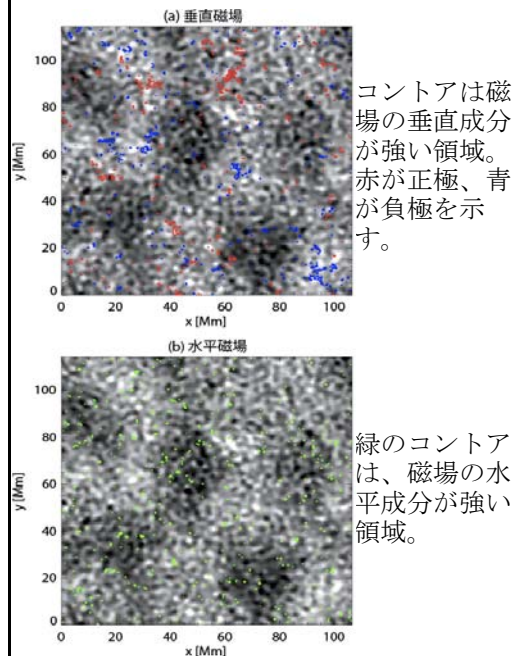 (a) 垂直磁場
100
80
60
40
20
0
y [Mm]
0 20 40 60 80 100
x [Mm]
コントアは磁
場の垂直成分
が強い領域。
赤が正極、青
が負極を示
す。
(b) 水平磁場
100
80
60
40
20
0
y [Mm]
0 20 40 60 80 100
x [Mm]
緑のコントア
は、磁場の水
平成分が強い
領域。